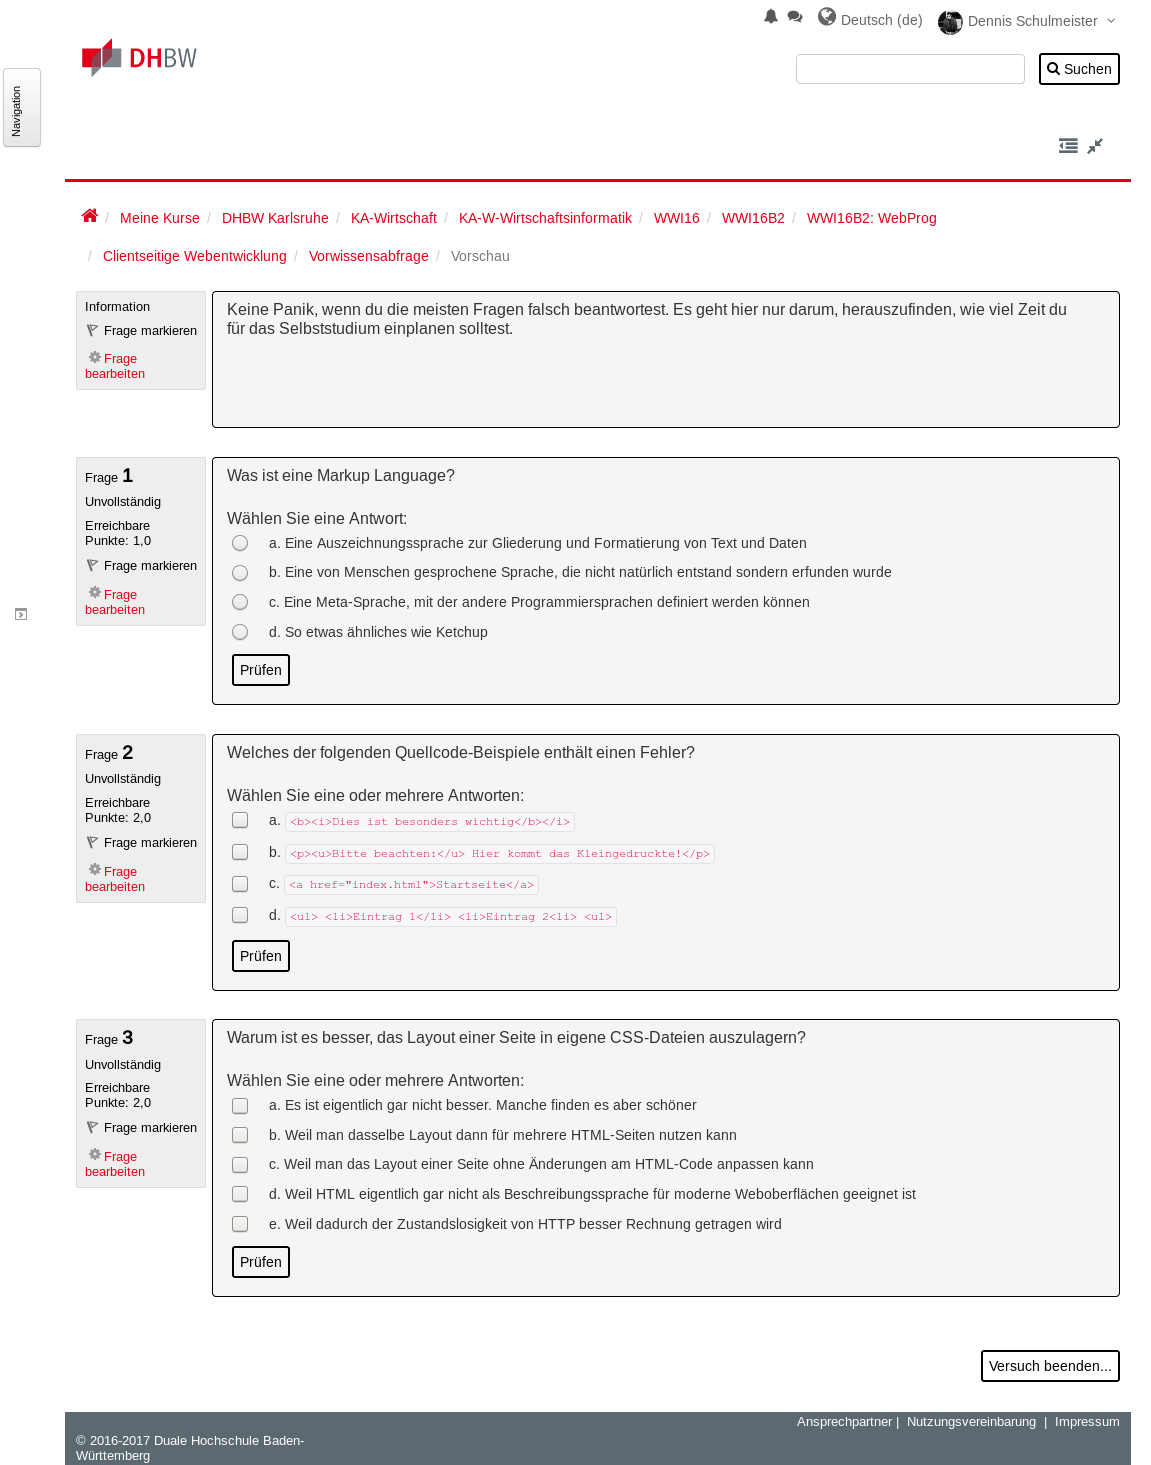 Deutsch (de) Dennis Schulmeister
DHBW
Suchen
Navigation
/ Meine Kurse / DHBW Karlsruhe / KA-Wirtschaft / KA-W-Wirtschaftsinformatik / WWI16 / WWI16B2 / WWI16B2: WebProg
/ Clientseitige Webentwicklung / Vorwissensabfrage / Vorschau
Information
Frage markieren
Frage
bearbeiten
Keine Panik, wenn du die meisten Fragen falsch beantwortest. Es geht hier nur darum, herauszufinden, wie viel Zeit du
für das Selbststudium einplanen solltest.
Frage 1
Unvollständig
Erreichbare
Punkte: 1,0
Frage markieren
Frage
bearbeiten
Was ist eine Markup Language?
Wählen Sie eine Antwort:
a. Eine Auszeichnungssprache zur Gliederung und Formatierung von Text und Daten
b. Eine von Menschen gesprochene Sprache, die nicht natürlich entstand sondern erfunden wurde
c. Eine Meta-Sprache, mit der andere Programmiersprachen definiert werden können
d. So etwas ähnliches wie Ketchup
Prüfen
Frage 2
Unvollständig
Erreichbare
Punkte: 2,0
Frage markieren
Frage
bearbeiten
Welches der folgenden Quellcode-Beispiele enthält einen Fehler?
Wählen Sie eine oder mehrere Antworten:
a. <b><i>Dies ist besonders wichtig</b></i>
b. <p><u>Bitte beachten:</u> Hier kommt das Kleingedruckte!</p>
c. <a href="index.html">Startseite</a>
d. <ul> <li>Eintrag 1</li> <li>Eintrag 2<li> <ul>
Prüfen
Frage 3
Unvollständig
Erreichbare
Punkte: 2,0
Frage markieren
Frage
bearbeiten
Warum ist es besser, das Layout einer Seite in eigene CSS-Dateien auszulagern?
Wählen Sie eine oder mehrere Antworten:
a. Es ist eigentlich gar nicht besser. Manche finden es aber schöner
b. Weil man dasselbe Layout dann für mehrere HTML-Seiten nutzen kann
c. Weil man das Layout einer Seite ohne Änderungen am HTML-Code anpassen kann
d. Weil HTML eigentlich gar nicht als Beschreibungssprache für moderne Weboberflächen geeignet ist
e. Weil dadurch der Zustandslosigkeit von HTTP besser Rechnung getragen wird
Prüfen
Versuch beenden...
Ansprechpartner | Nutzungsvereinbarung | Impressum
© 2016-2017 Duale Hochschule Baden-
Württemberg